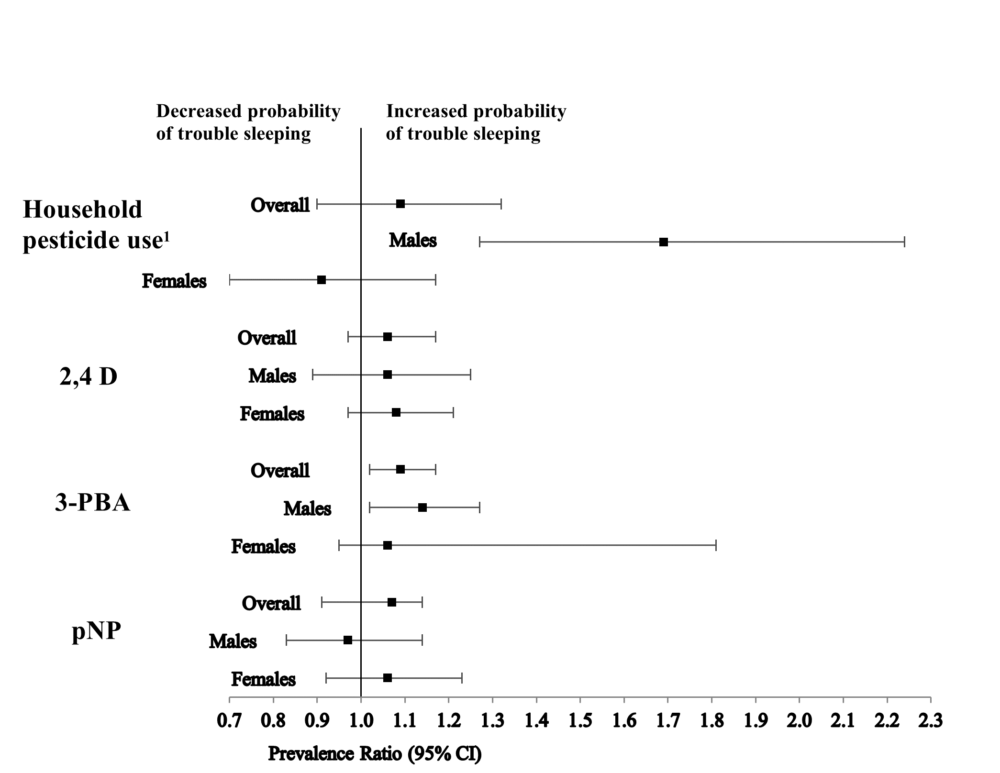 Decreased probability
of trouble sleeping
Increased probability
of trouble sleeping
Household
pesticide use¹
Overall
Males
Females
2,4 D
Overall
Males
Females
3-PBA
Overall
Males
Females
pNP
Overall
Males
Females
0.7 0.8 0.9 1.0 1.1 1.2 1.3 1.4 1.5 1.6 1.7 1.8 1.9 2.0 2.1 2.2 2.3
Prevalence Ratio (95% CI)